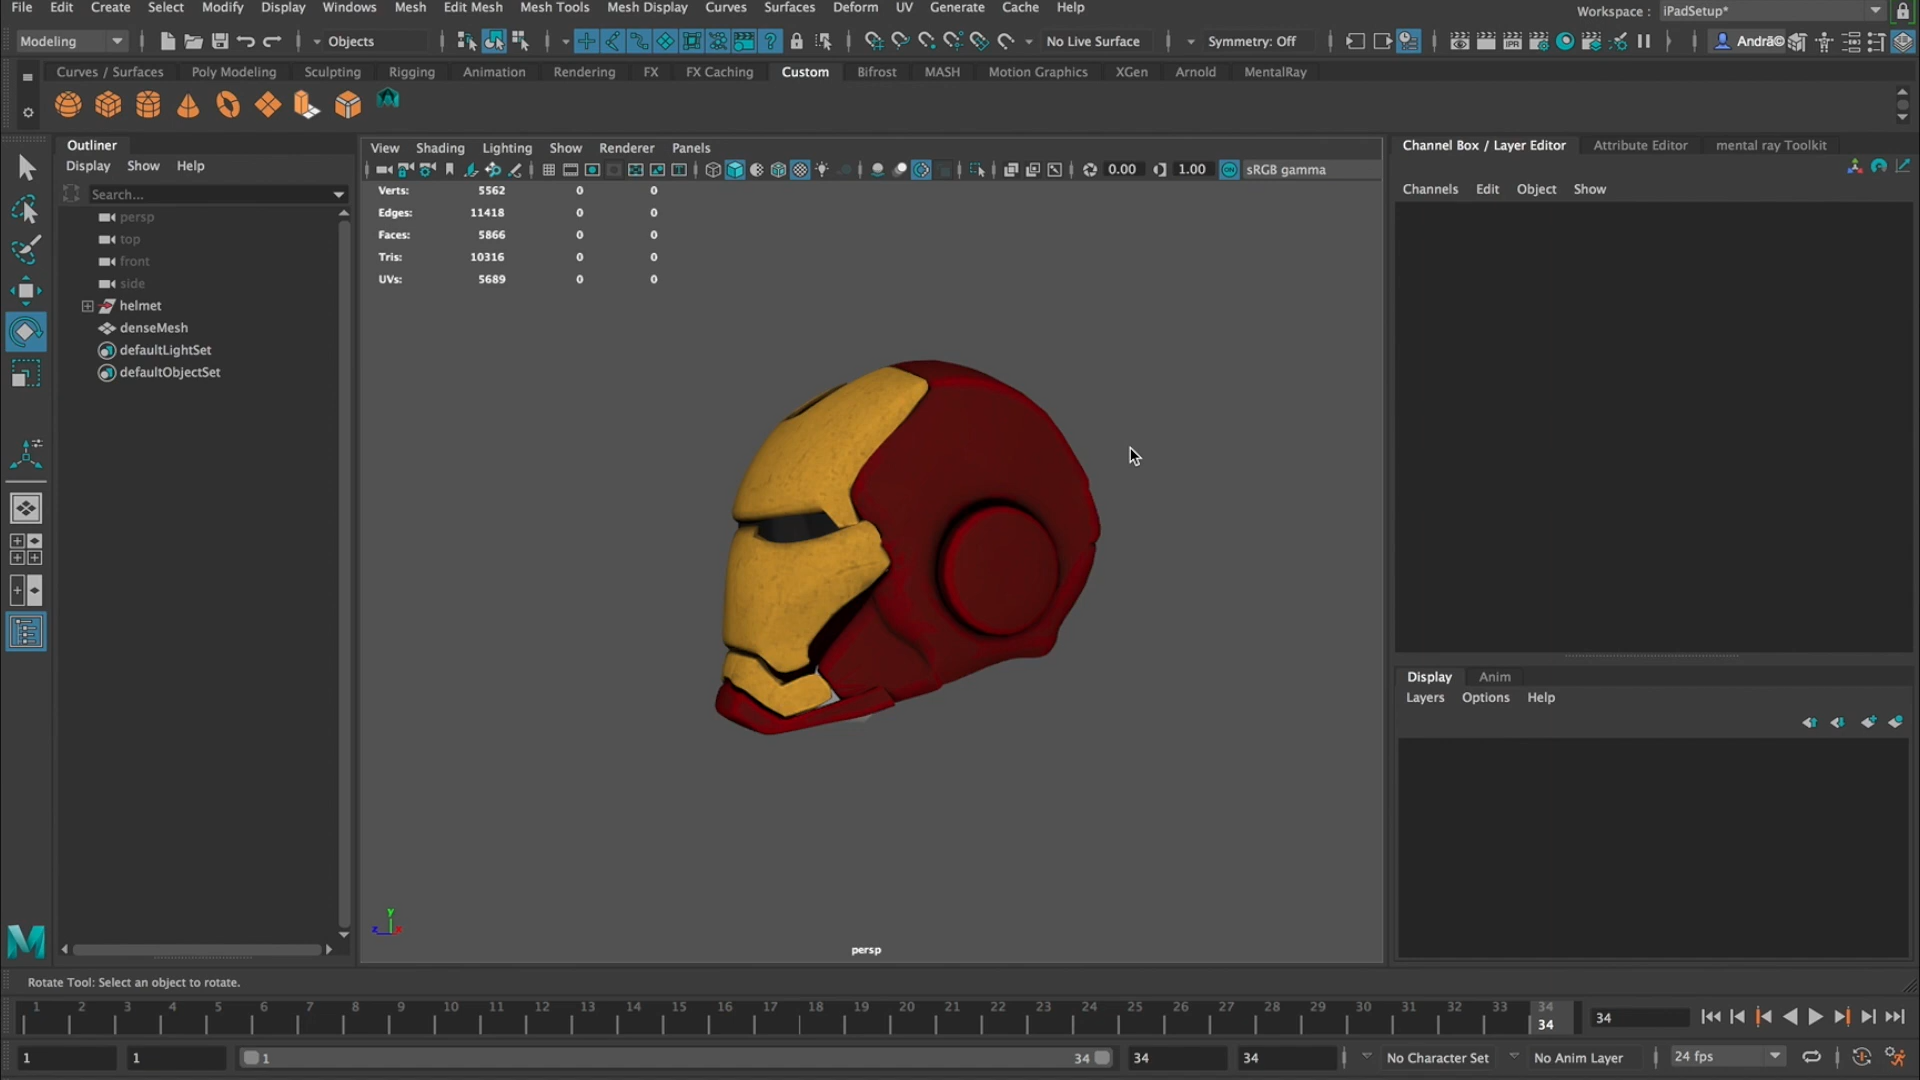 File Edit Create Select Modify Display Windows Mesh Edit Mesh Mesh Tools Mesh Display Curves Surfaces Deform UV Generate Cache Help
Workspace : iPadSetup*
Modeling Objects No Live Surface Symmetry: Off IPR Andrã©
Curves / Surfaces Poly Modeling Sculpting Rigging Animation Rendering FX FX Caching Custom Bifrost MASH Motion Graphics XGen Arnold MentalRay
Outliner
Display Show Help
Search...
persp
top
front
side
helmet
denseMesh
defaultLightSet
defaultObjectSet
View Shading Lighting Show Renderer Panels
0.00 1.00 ON sRGB gamma
Verts: 5562 0 0
Edges: 11418 0 0
Faces: 5866 0 0
Tris: 10316 0 0
UVs: 5689 0 0
y
z x
persp
Channel Box / Layer Editor Attribute Editor mental ray Toolkit
Channels Edit Object Show
Display Anim
Layers Options Help
M
Rotate Tool: Select an object to rotate.
1 2 3 4 5 6 7 8 9 10 11 12 13 14 15 16 17 18 19 20 21 22 23 24 25 26 27 28 29 30 31 32 33 34
34 34
1 1 1 34 34 34 No Character Set No Anim Layer 24 fps